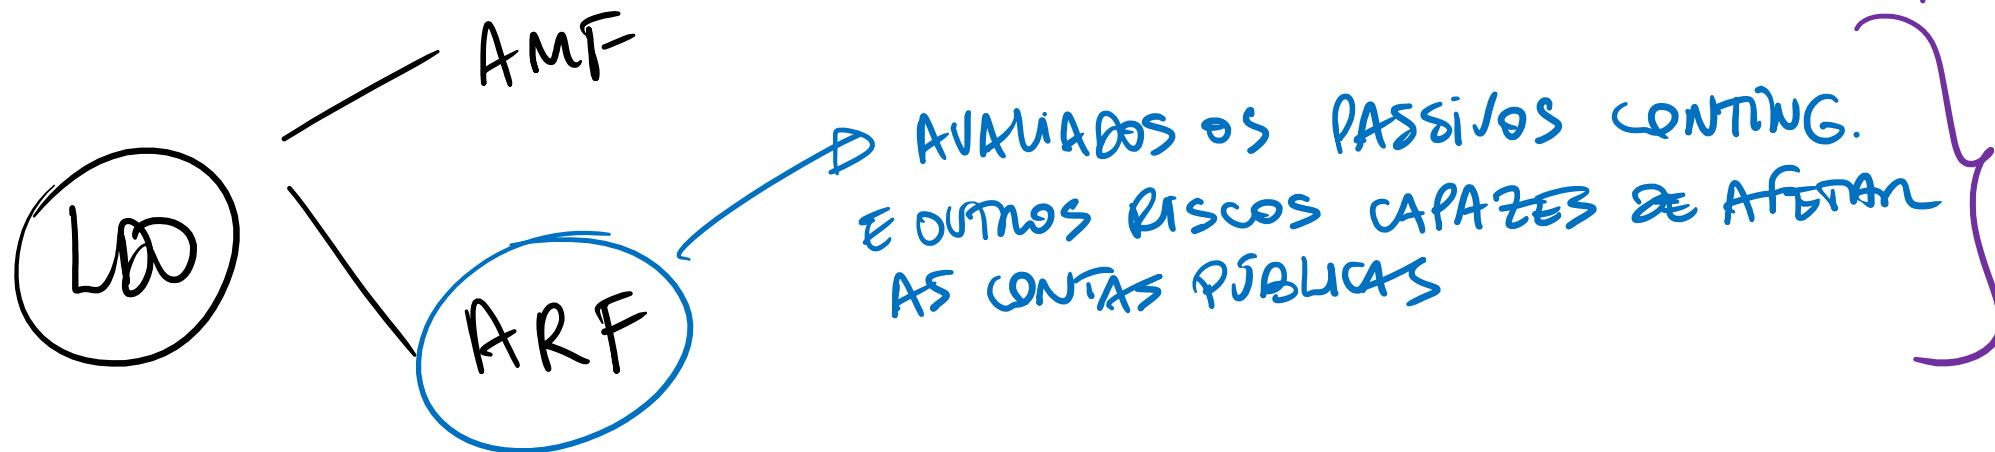 AMF
LDO
ARF
AVALIADOS OS PASSIVOS CONTING.
E OUTROS RISCOS CAPAZES DE AFETAR
AS CONTAS PÚBLICAS